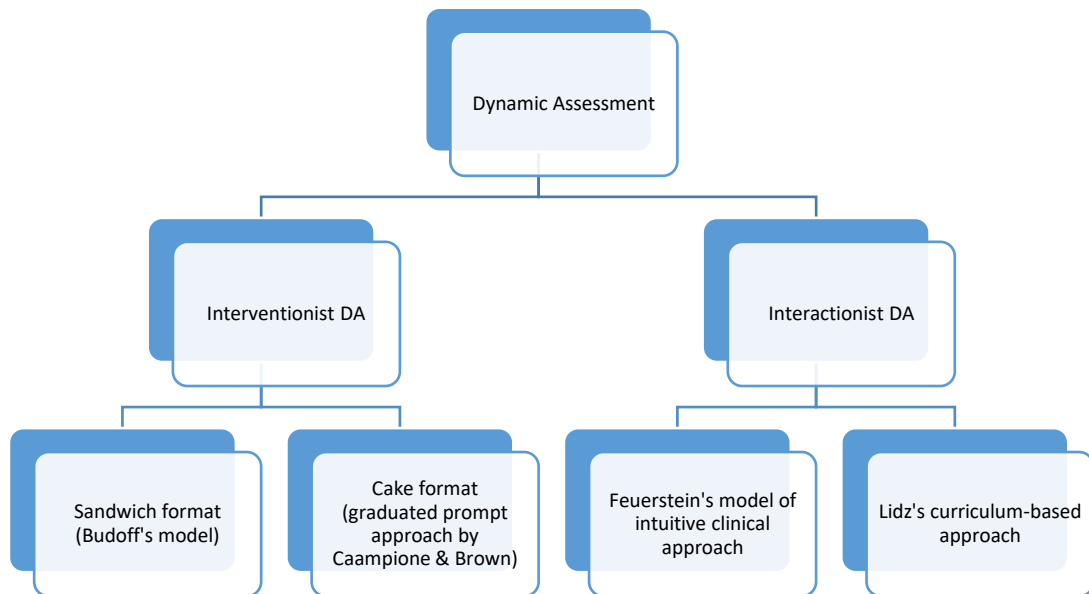 Dynamic Assessment
Interventionist DA
Interactionist DA
Sandwich format
(Budoff's model)
Cake format
(graduated prompt
approach by
Caampione & Brown)
Feuerstein's model of
intuitive clinical
approach
Lidz's curriculum-based
approach